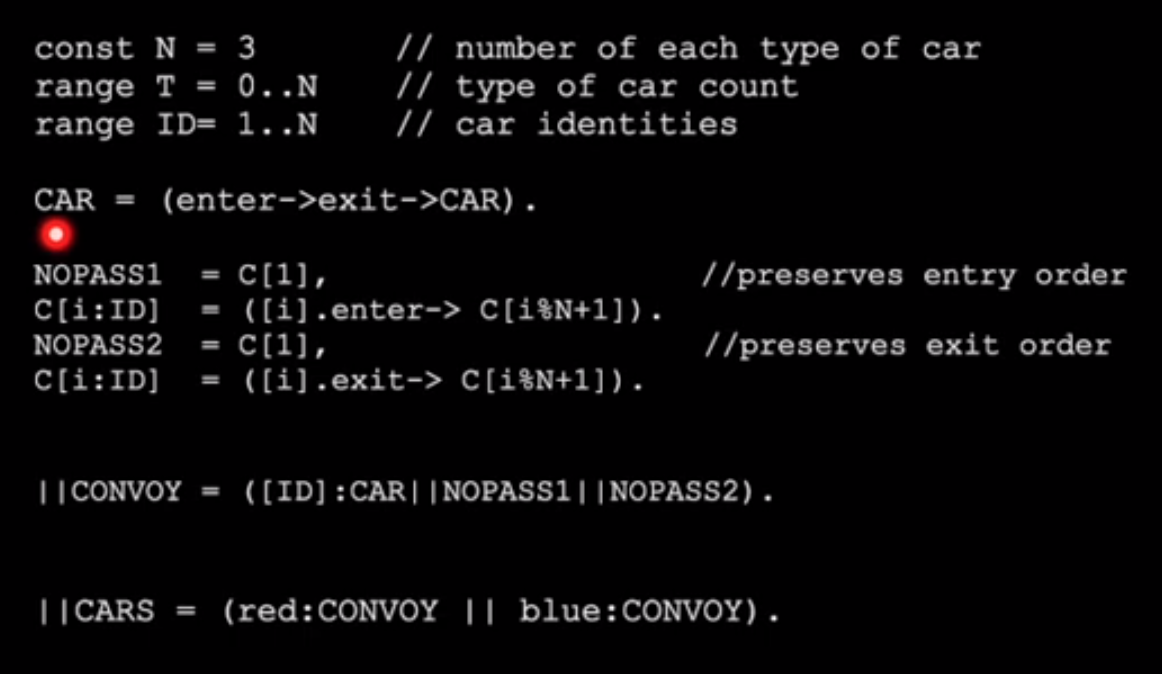 const N = 3 // number of each type of car
range T = 0..N // type of car count
range ID= 1..N // car identities
CAR = (enter->exit->CAR).
NOPASS1 = C[1], //preserves entry order
C[i:ID] = ([i].enter-> C[i%N+1]).
NOPASS2 = C[1], //preserves exit order
C[i:ID] = ([i].exit-> C[i%N+1]).
||CONVOY = ([ID]:CAR||NOPASS1||NOPASS2).
||CARS = (red:CONVOY || blue:CONVOY).